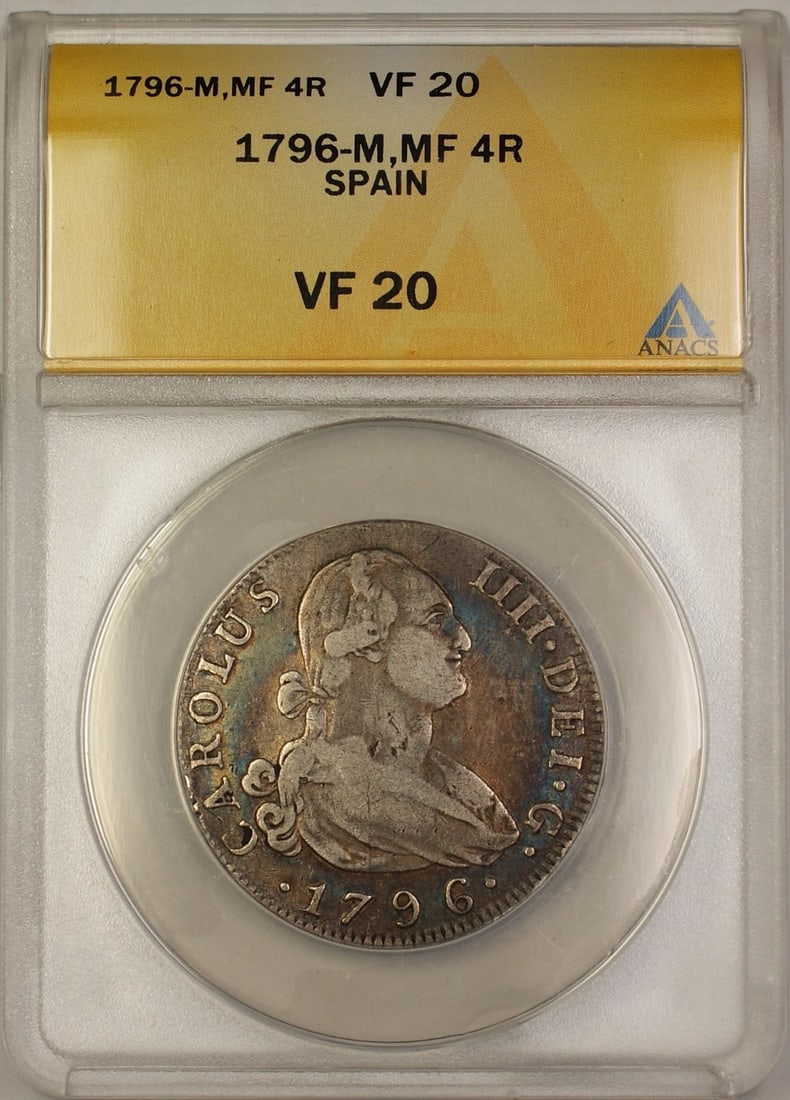 1796-M,MF 4R VF 20
1796-M,MF 4R
SPAIN
VF 20
ANACS
CAROLUS IIII·DEI·G·
·1796·